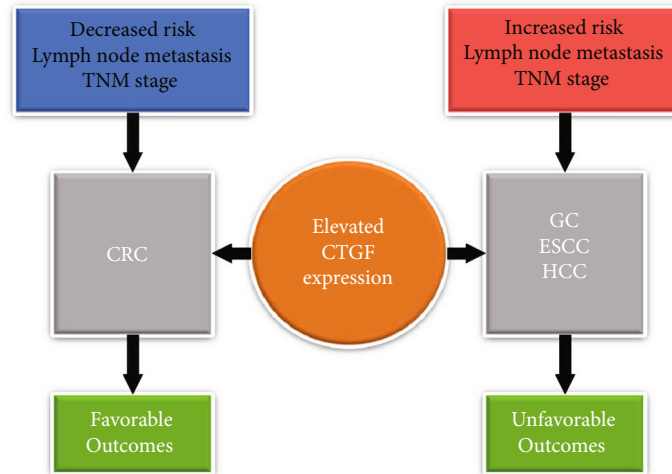 Decreased risk
Lymph node metastasis
TNM stage
Increased risk
Lymph node metastasis
TNM stage
CRC
Elevated
CTGF
expression
GC
ESCC
HCC
Favorable
Outcomes
Unfavorable
Outcomes